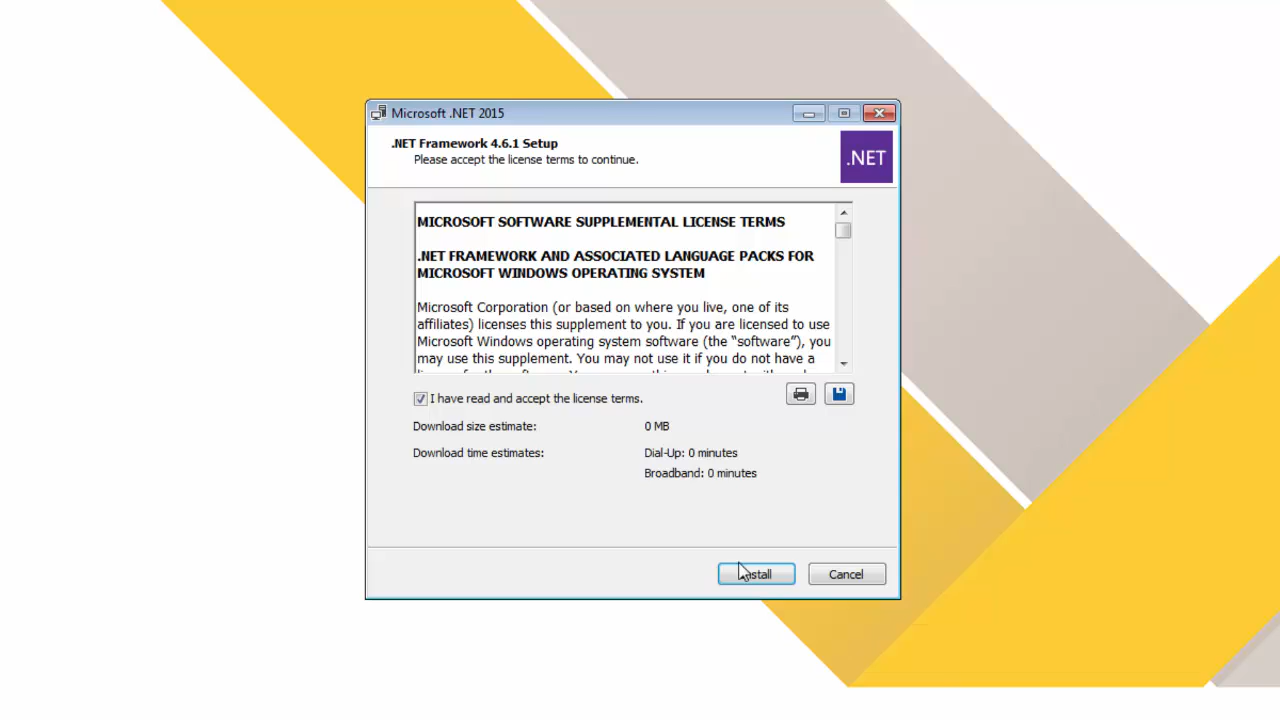 Microsoft .NET 2015
.NET Framework 4.6.1 Setup
Please accept the license terms to continue.
.NET
MICROSOFT SOFTWARE SUPPLEMENTAL LICENSE TERMS
.NET FRAMEWORK AND ASSOCIATED LANGUAGE PACKS FOR
MICROSOFT WINDOWS OPERATING SYSTEM
Microsoft Corporation (or based on where you live, one of its
affiliates) licenses this supplement to you. If you are licensed to use
Microsoft Windows operating system software (the “software”), you
may use this supplement. You may not use it if you do not have a
I have read and accept the license terms.
Download size estimate: 0 MB
Download time estimates: Dial-Up: 0 minutes
Broadband: 0 minutes
Install Cancel